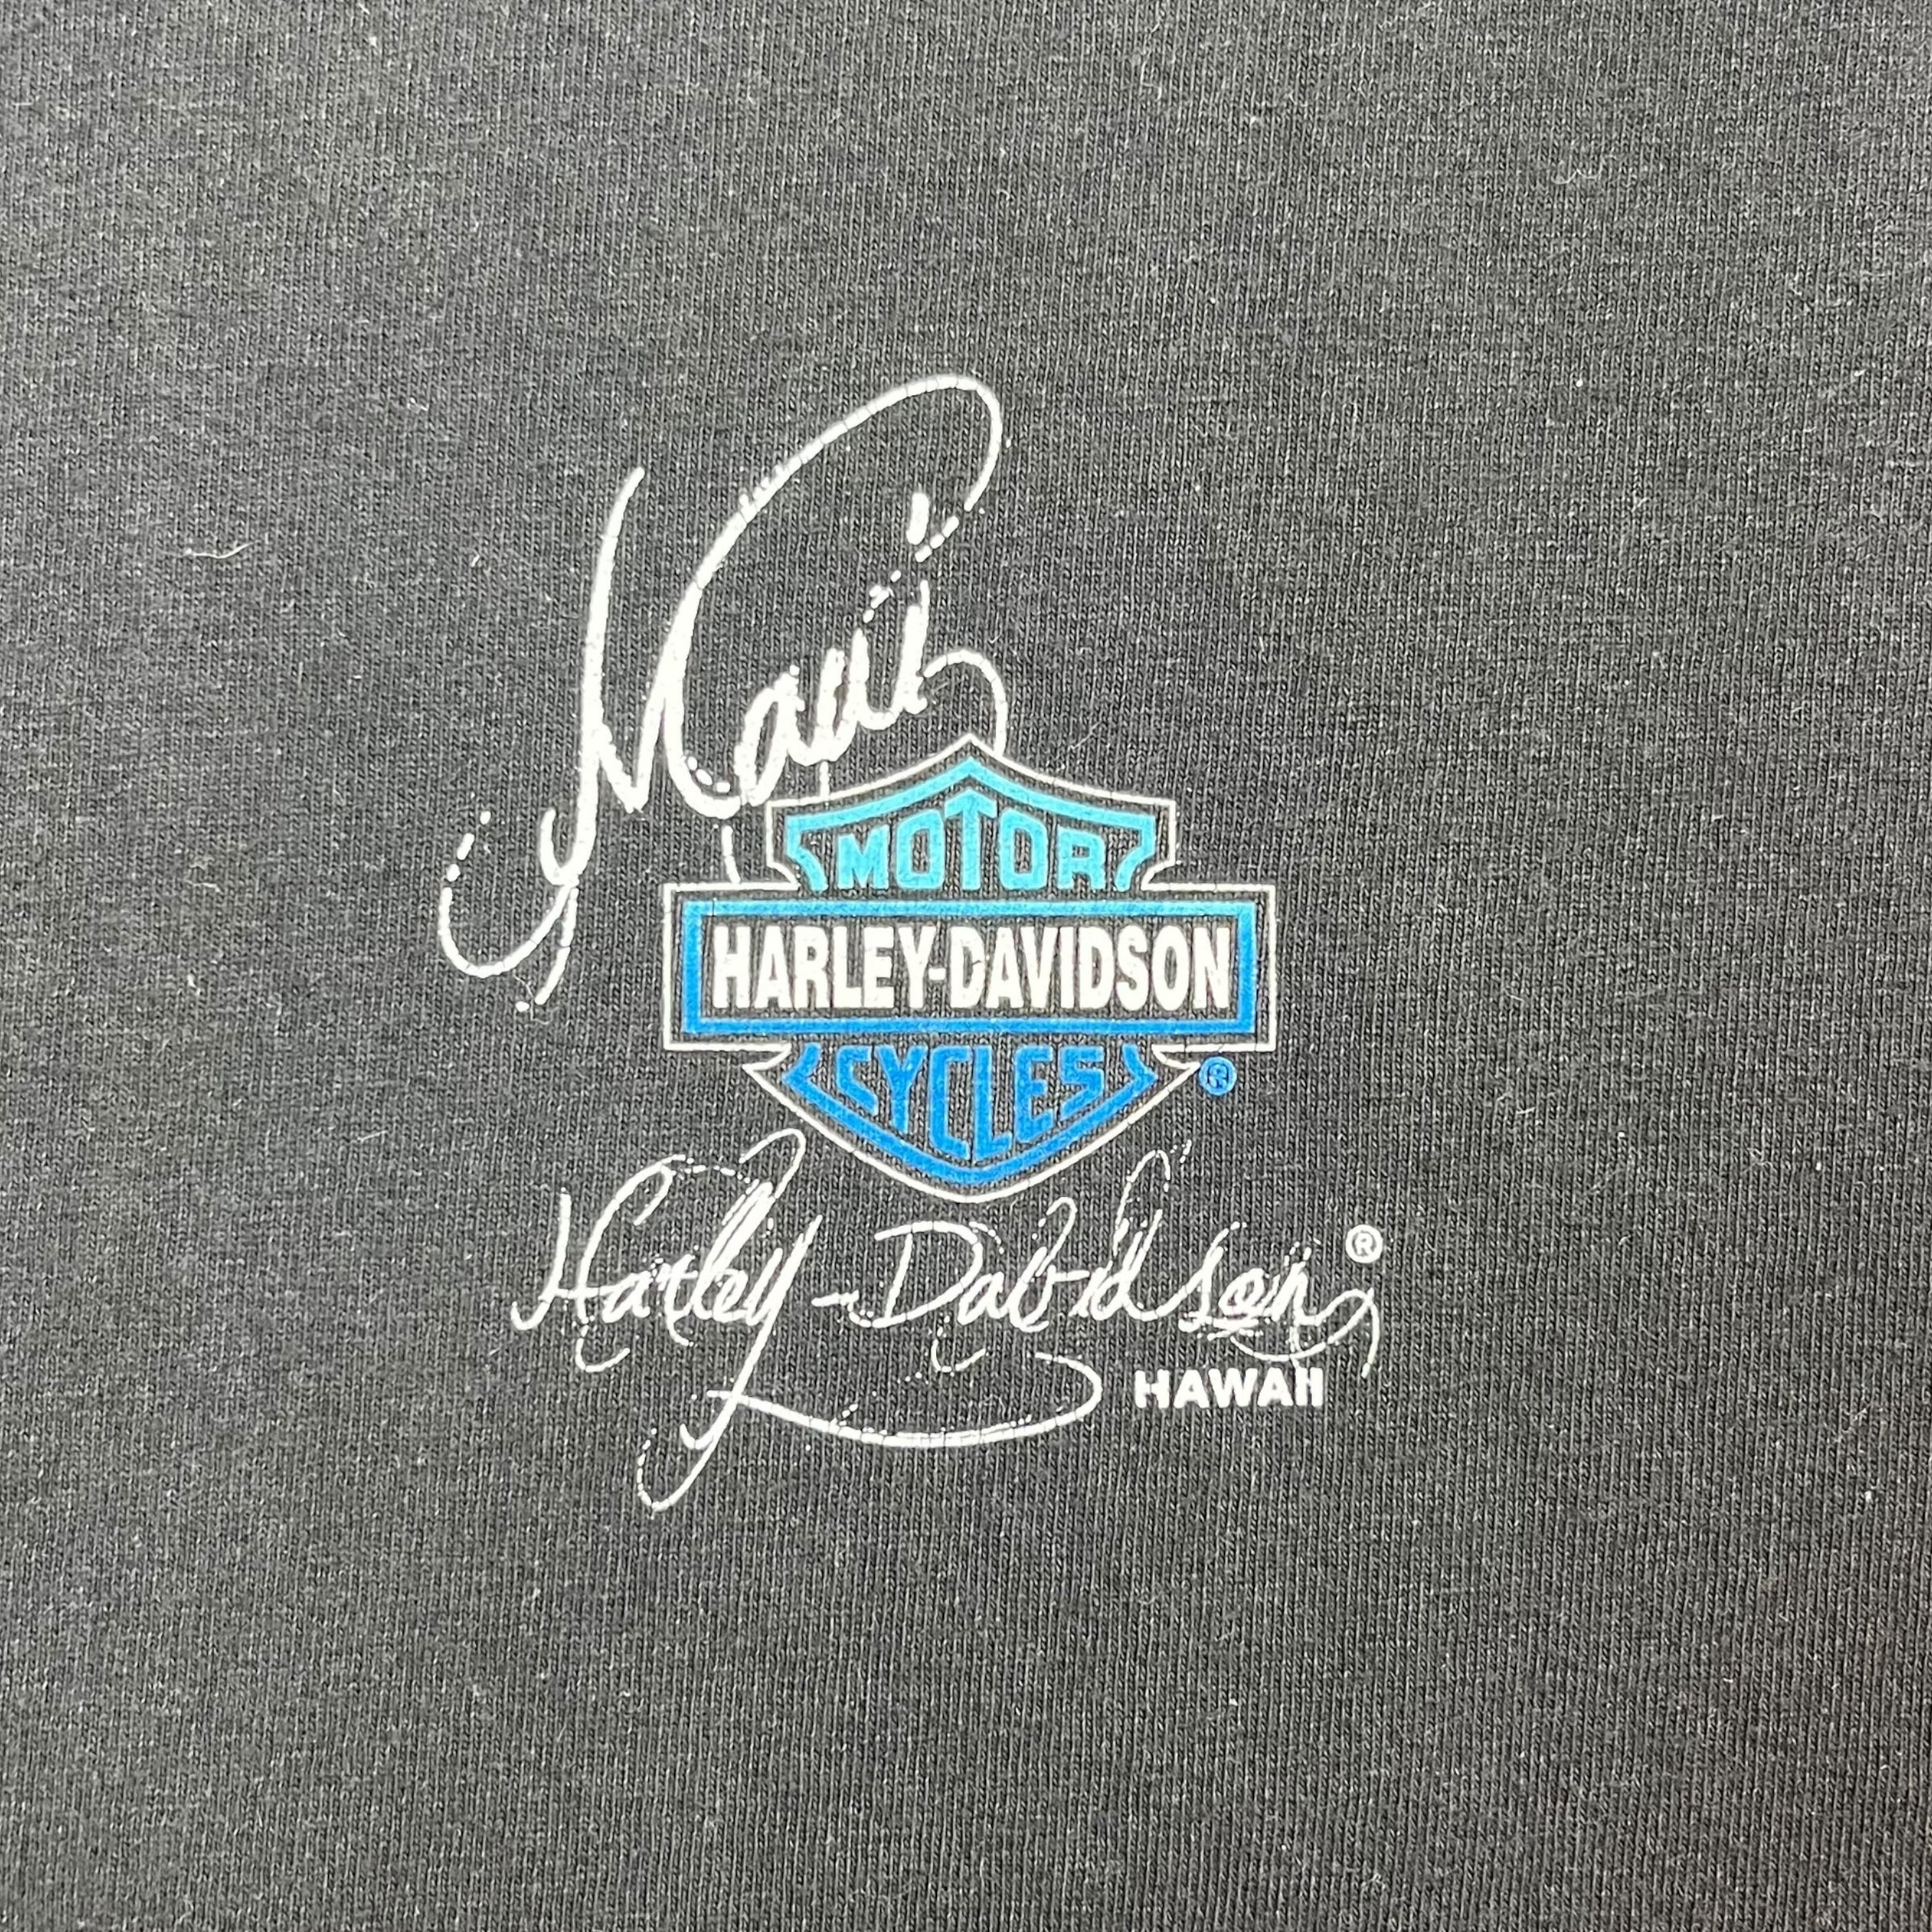 Maui
MOTOR
HARLEY-DAVIDSON
CYCLES ®
Harley-Davidson ®
HAWAII